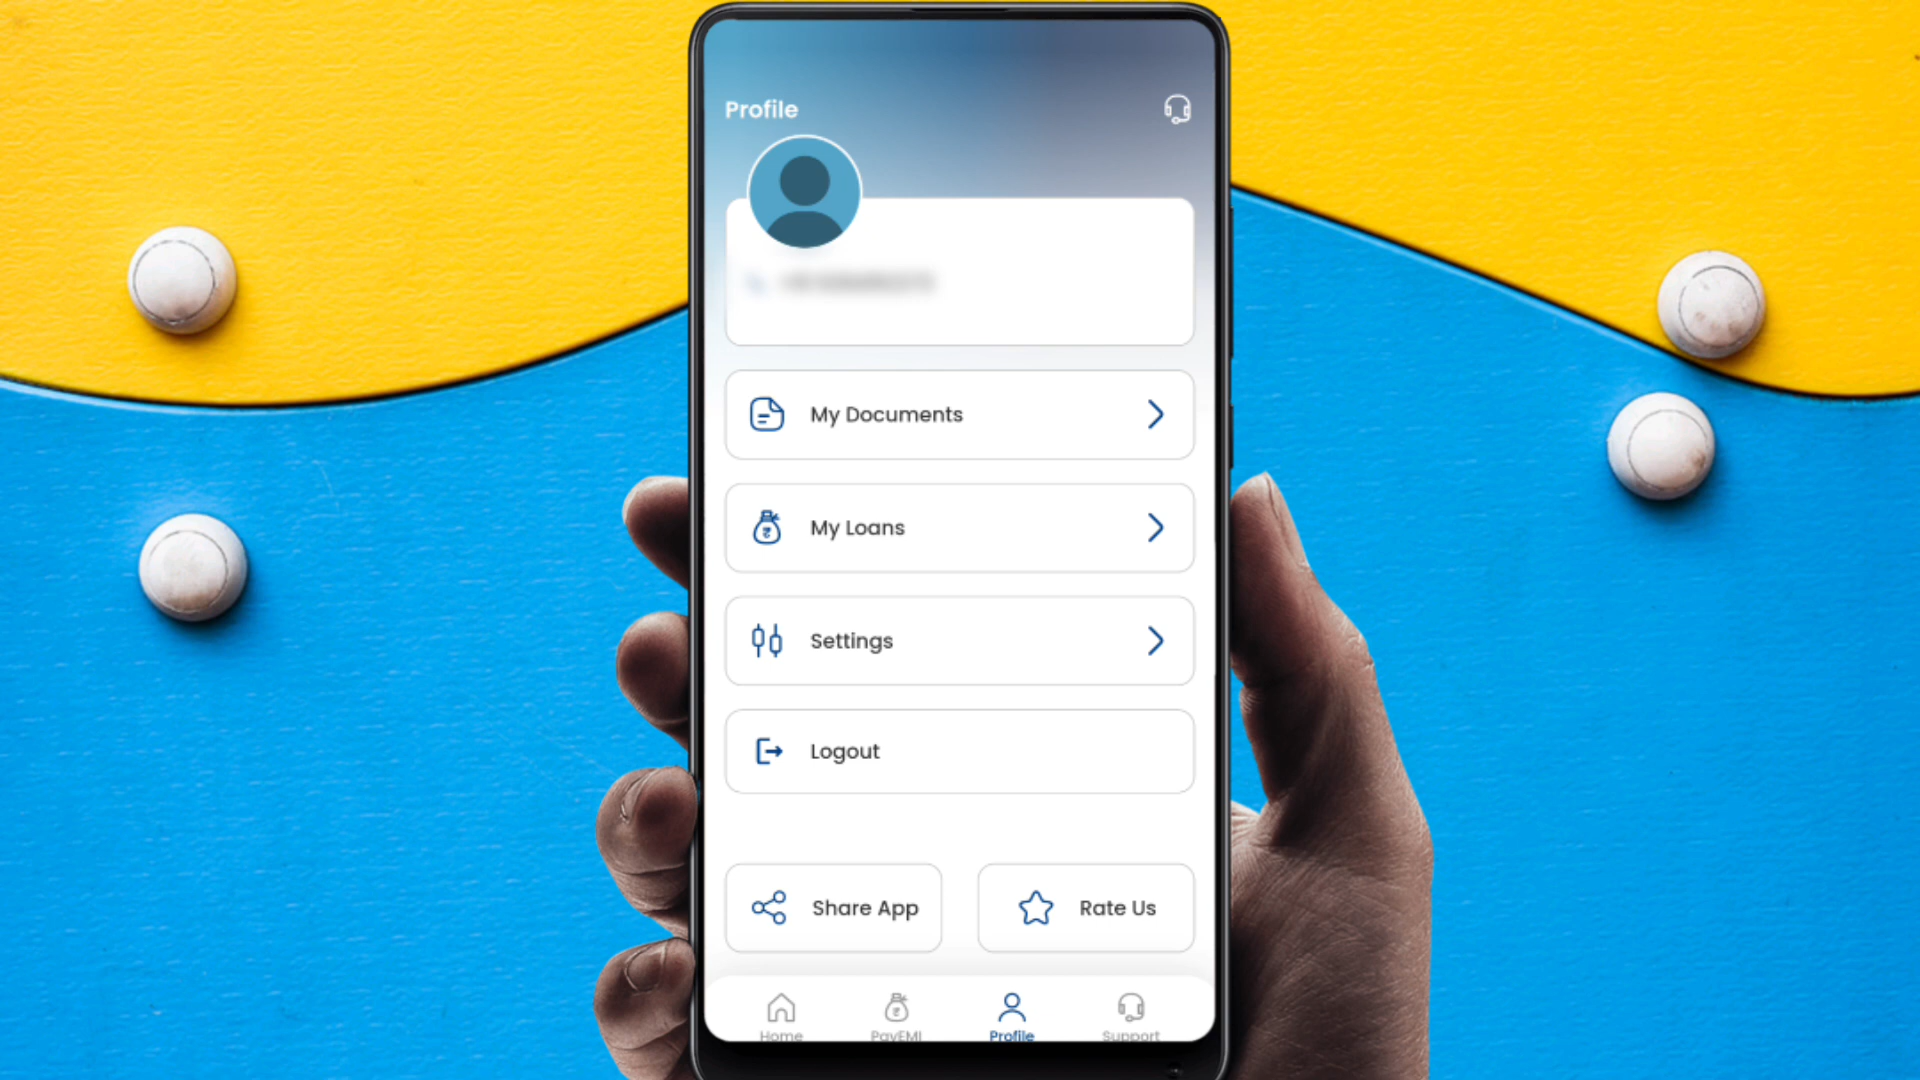 Profile
My Documents
My Loans
Settings
Logout
Share App
Rate Us
Home
PayEMI
Profile
Support